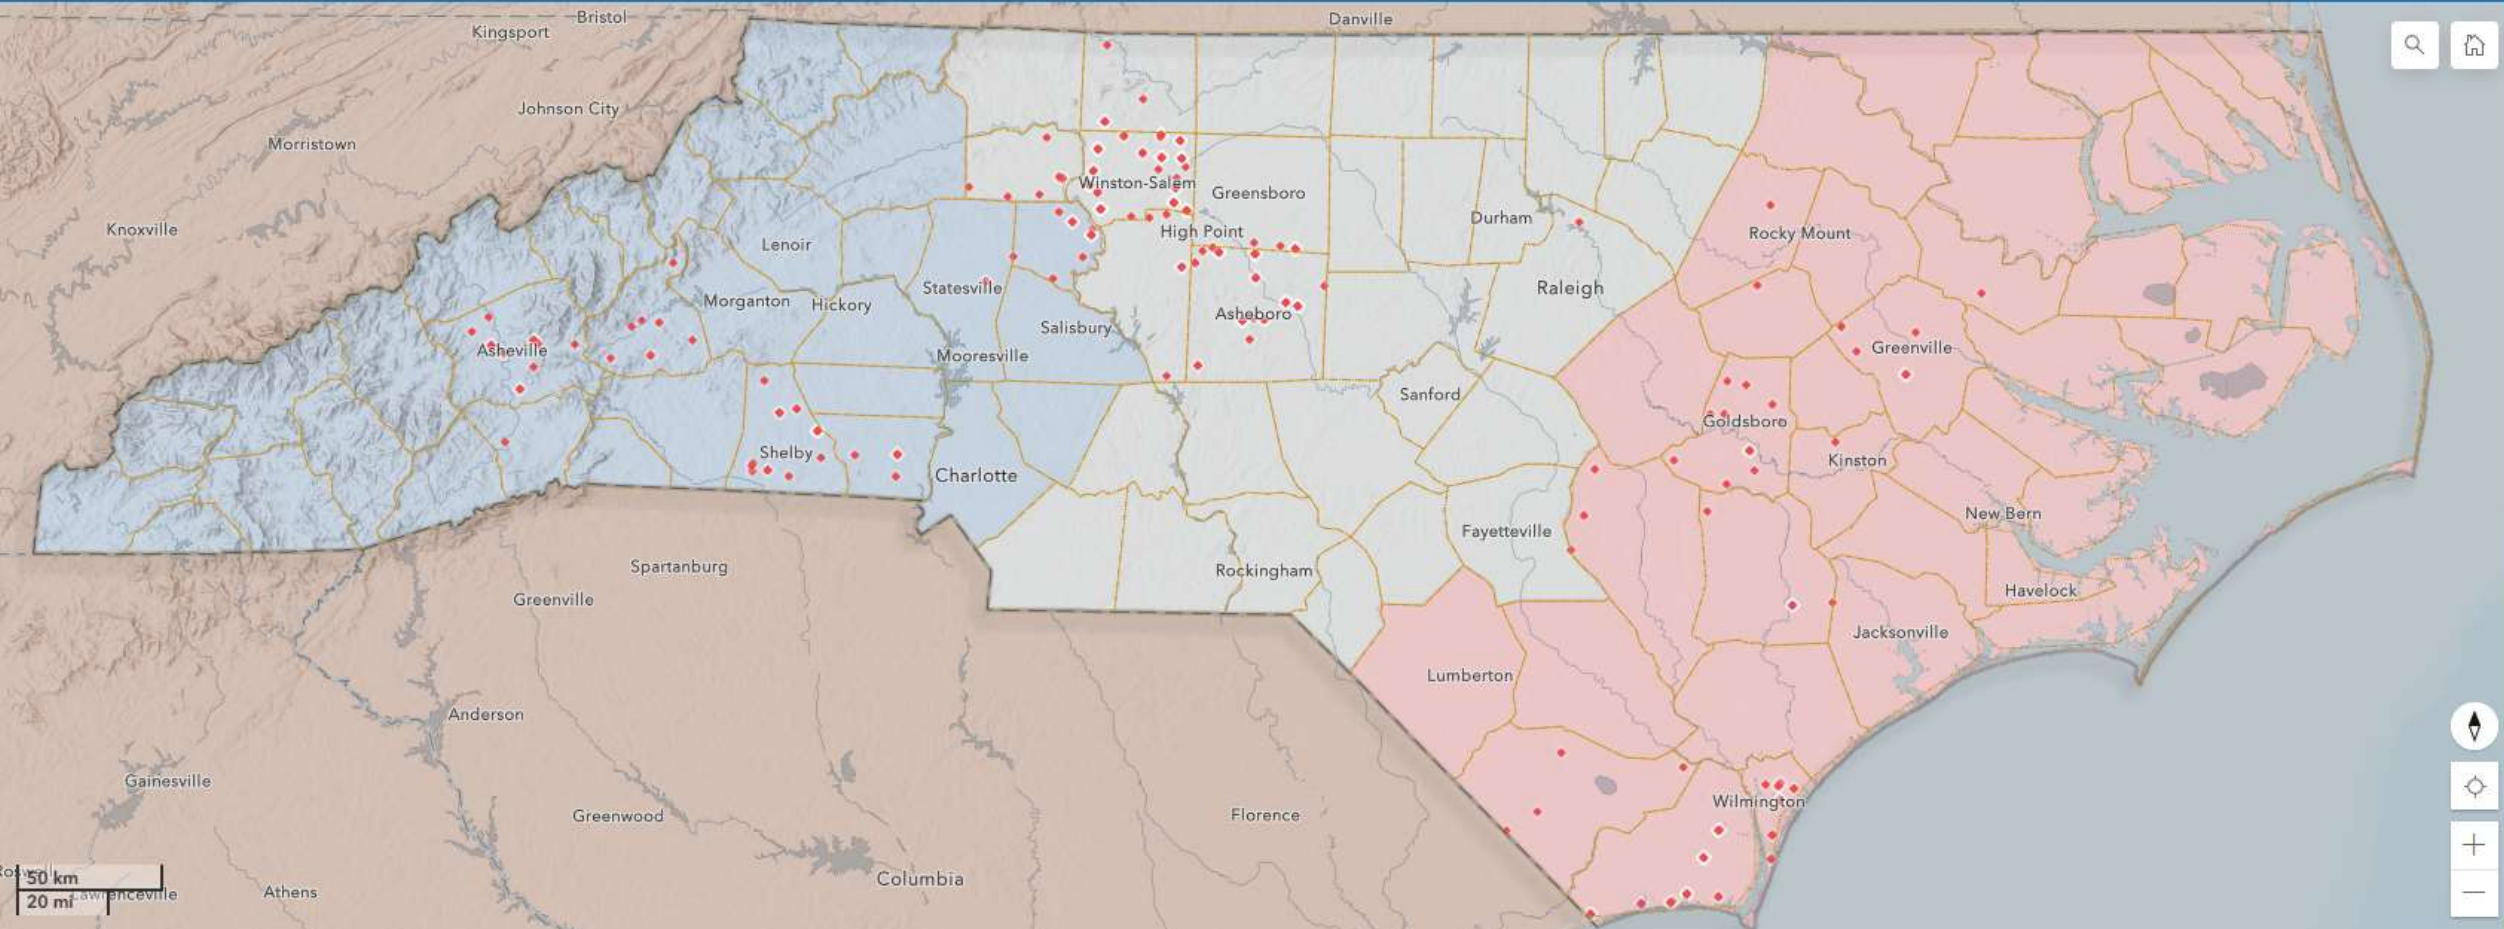 Bristol
Danville
Kingsport
Johnson City
Morristown
Winston-Salem
Greensboro
Durham
Knoxville
High Point
Rocky Mount
Lenoir
Statesville
Raleigh
Morganton
Hickory
Asheboro
Salisbury
Asheville
Mooresville
Greenville
Sanford
Goldsboro
Shelby
Charlotte
Kinston
New Bern
Fayetteville
Spartanburg
Rockingham
Havelock
Greenville
Jacksonville
Lumberton
Anderson
Gainesville
Wilmington
Greenwood
Florence
50 km
Columbia
Lawrenceville
Athens
20 mi